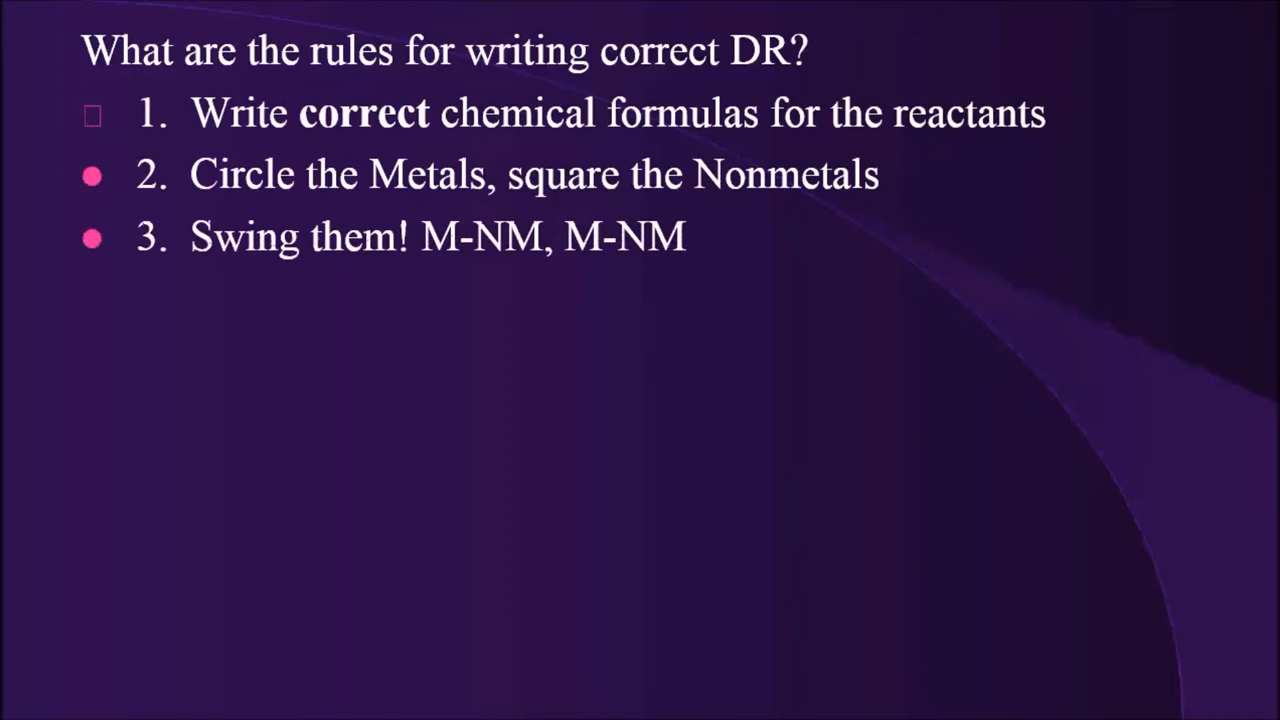 What are the rules for writing correct DR?
1. Write correct chemical formulas for the reactants
2. Circle the Metals, square the Nonmetals
3. Swing them! M-NM, M-NM